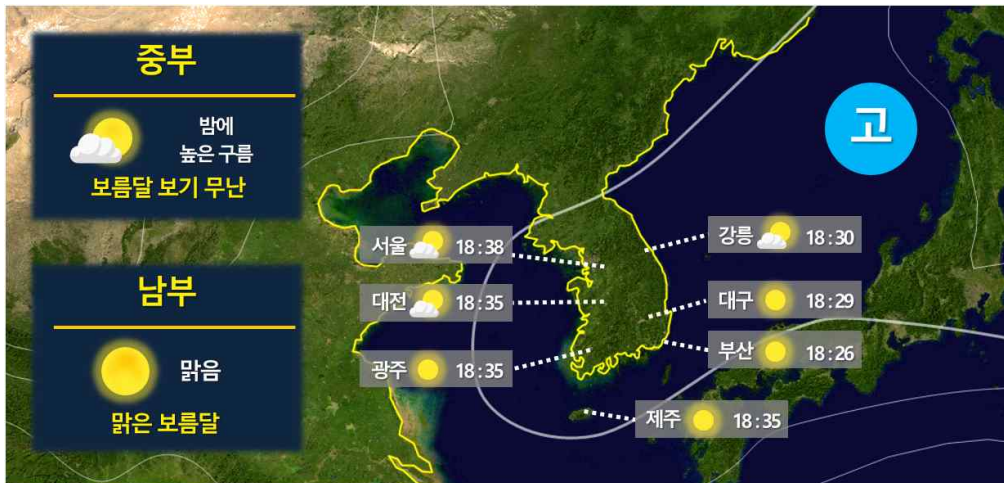 중부
밤에
높은 구름
보름달 보기 무난
남부
맑음
맑은 보름달
고
서울 18:38
강릉 18:30
대전 18:35
대구 18:29
광주 18:35
부산 18:26
제주 18:35